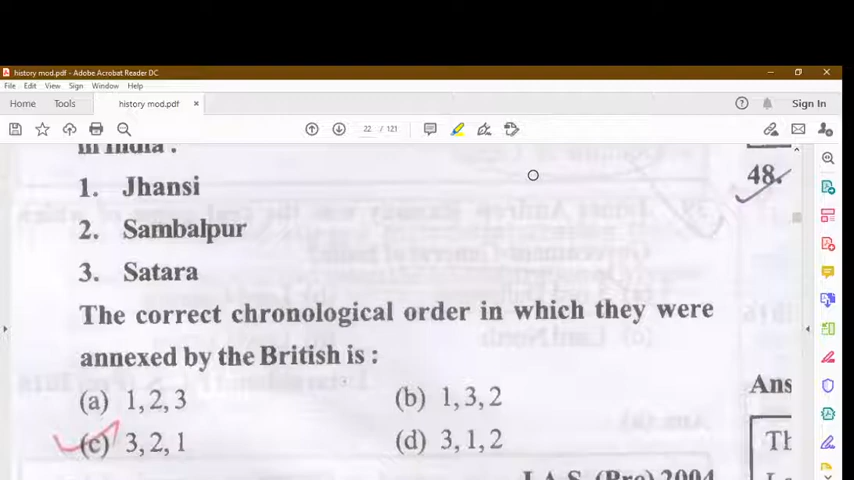 history mod.pdf - Adobe Acrobat Reader DC
File Edit View Sign Window Help
Home Tools history mod.pdf × Sign In
22 / 121
in India :
1. Jhansi
48.
2. Sambalpur
3. Satara
The correct chronological order in which they were
annexed by the British is :
(a) 1, 2, 3 (b) 1, 3, 2
Ans
(c) 3, 2, 1 (d) 3, 1, 2
I.A.S. (Pre) 2004